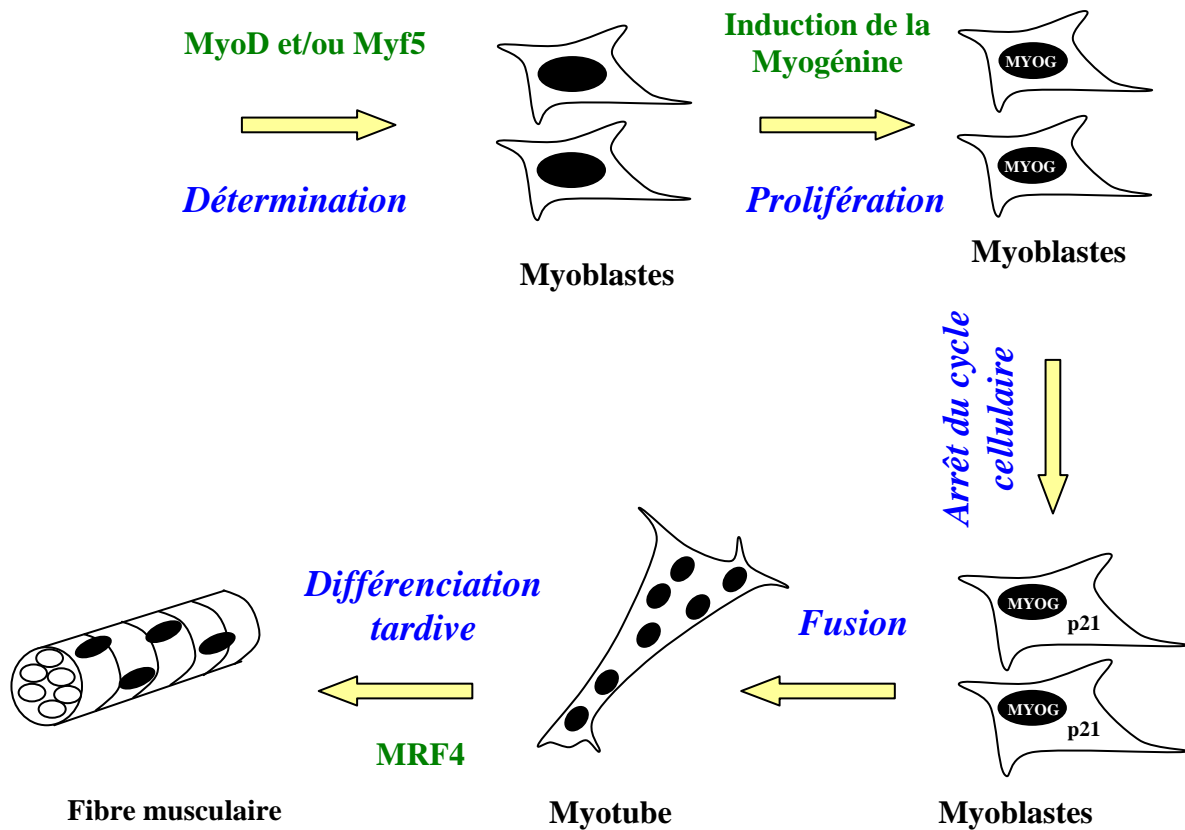 MyoD et/ou Myf5
Induction de la
Myogénine
MYOG
MYOG
Détermination
Prolifération
Myoblastes
Myoblastes
Arrêt du cycle
cellulaire
MYOG
p21
MYOG
p21
Fusion
Différenciation
tardive
MRF4
Myoblastes
Myotube
Fibre musculaire